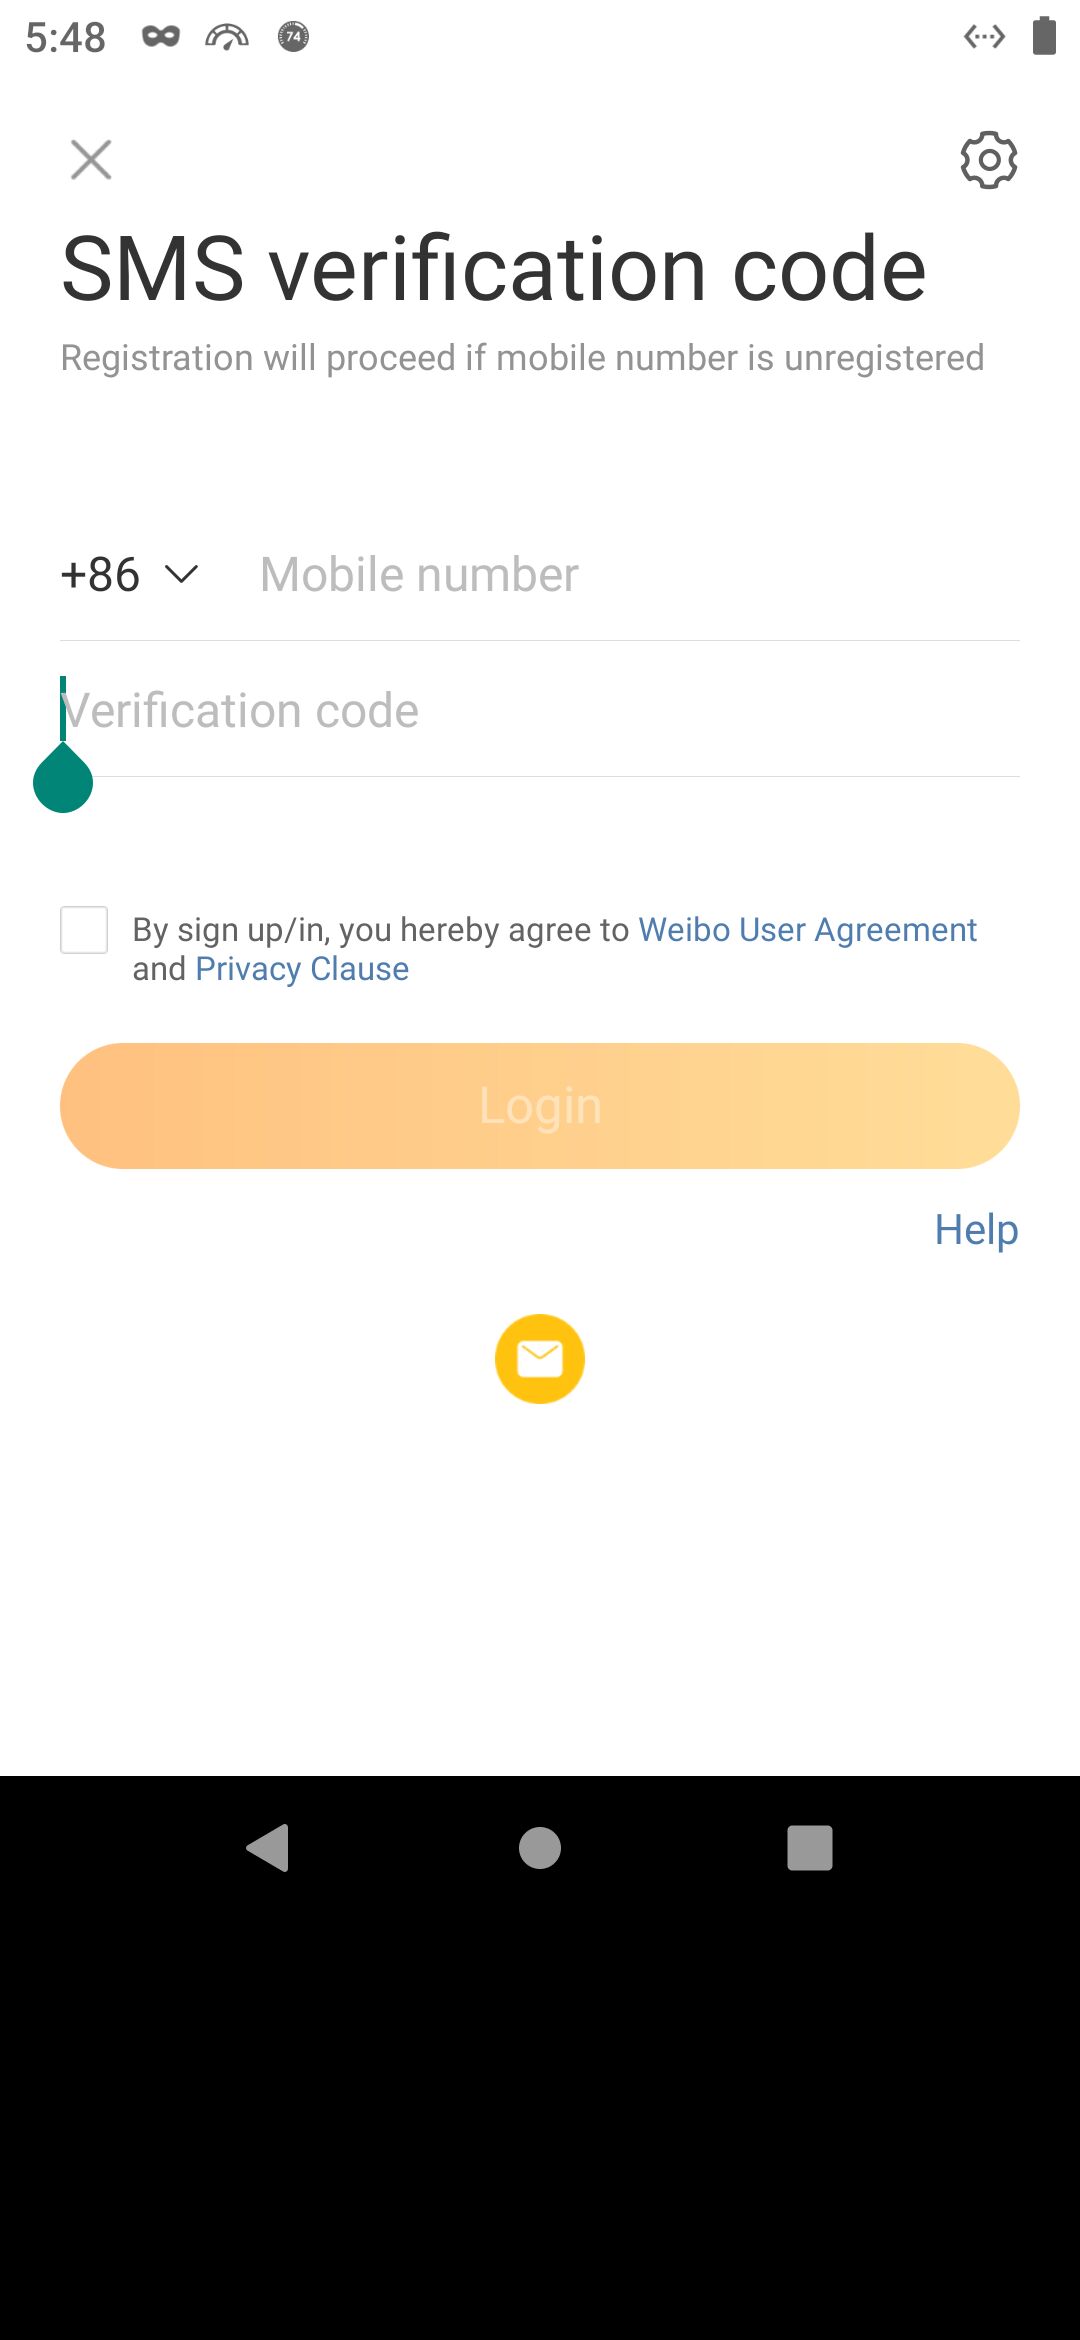 5:48
74
SMS verification code
Registration will proceed if mobile number is unregistered
+86 Mobile number
Verification code
By sign up/in, you hereby agree to Weibo User Agreement
and Privacy Clause
Login
Help